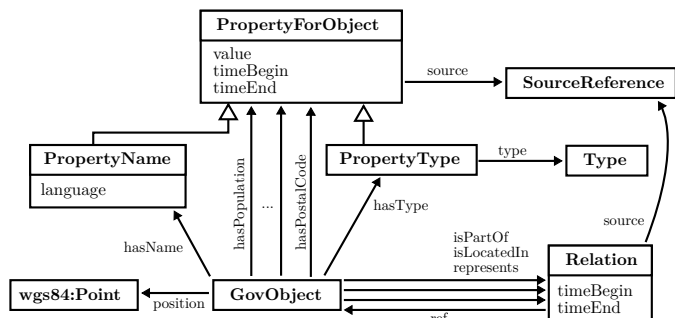 PropertyForObject
value
timeBegin
timeEnd
source
SourceReference
PropertyName
language
PropertyType
type
Type
hasName
hasPopulation
...
hasPostalCode
hasType
isPartOf
isLocatedIn
represents
source
Relation
timeBegin
timeEnd
wgs84:Point
position
GovObject
ref